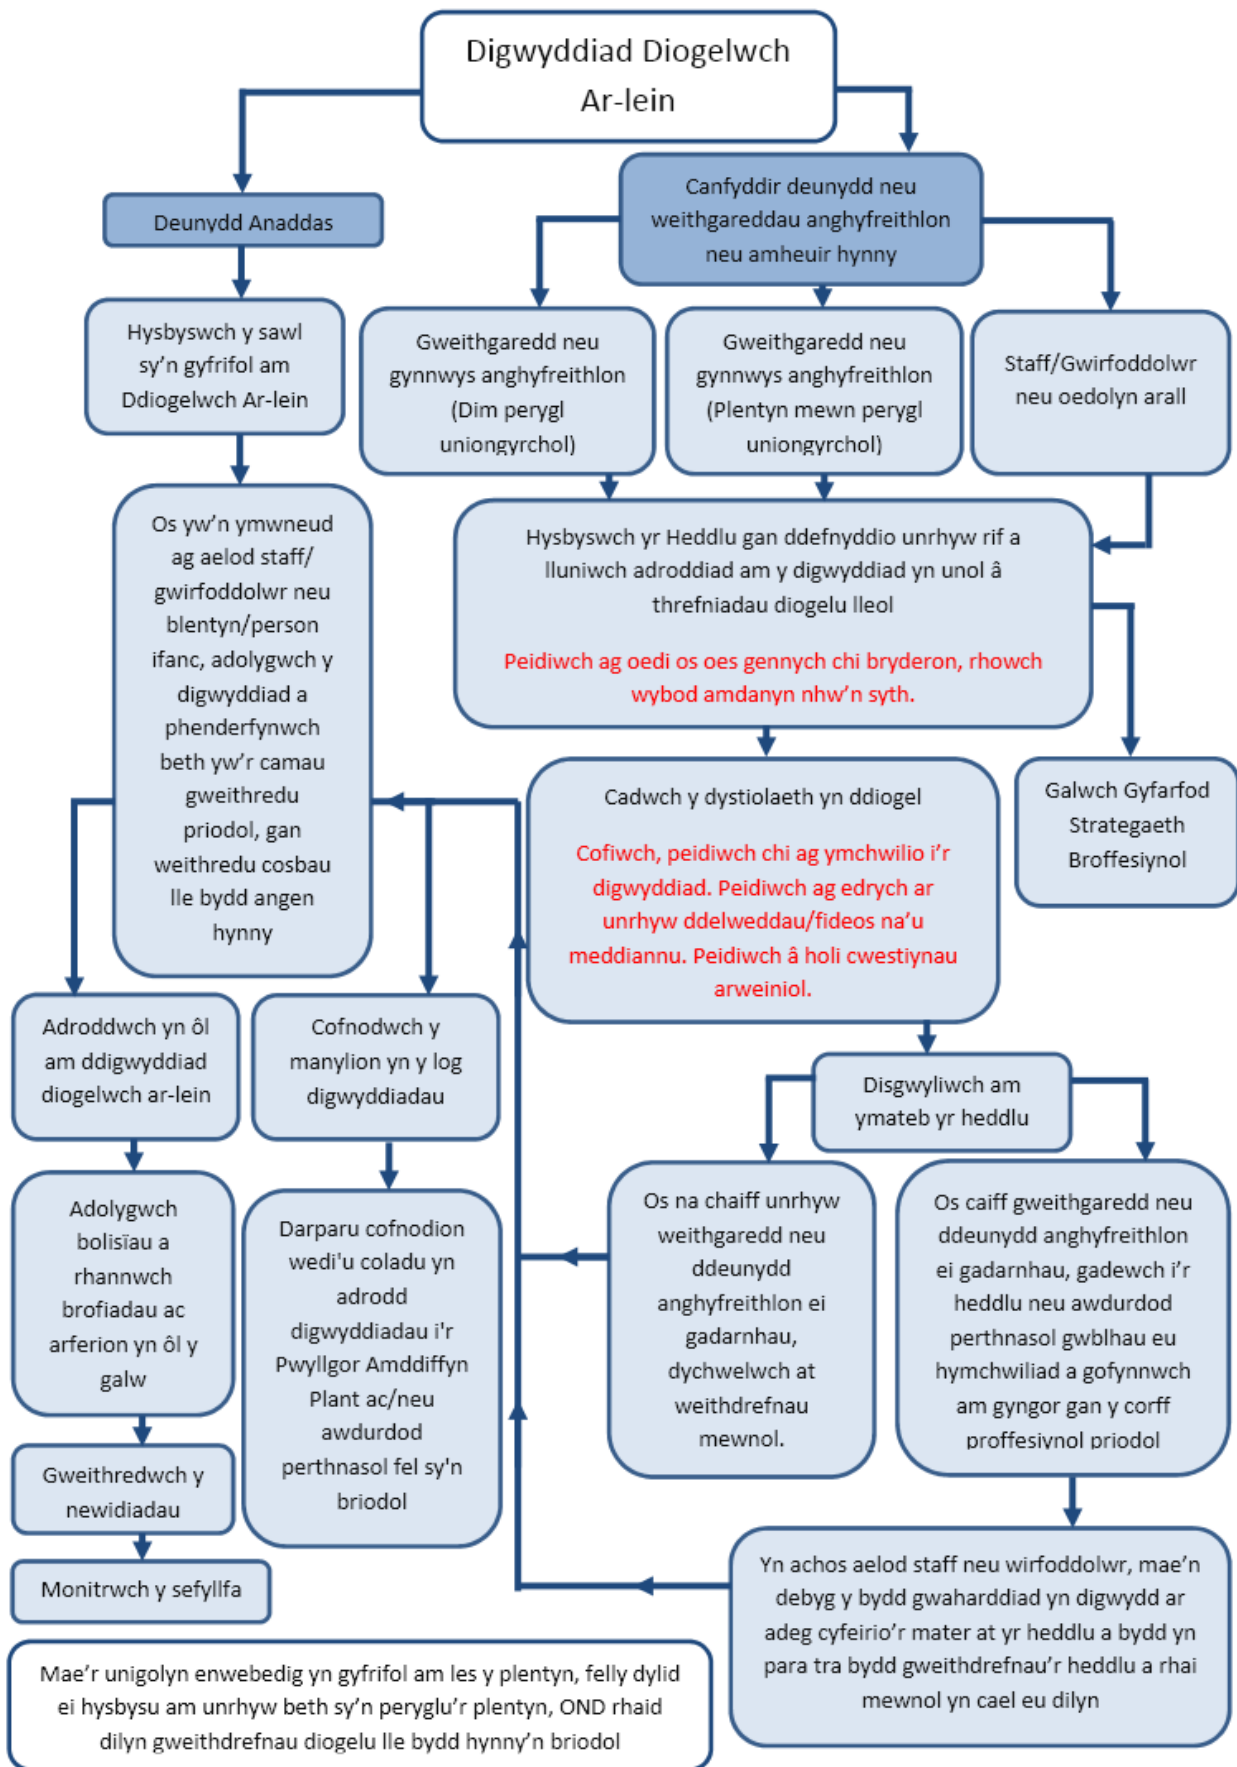 Digwyddiad Diogelwch
Ar-lein
Deunydd Anaddas
Canfyddir deunydd neu
weithgareddau anghyfreithlon
neu amheuir hynny
Hysbyswch y sawl
sy'n gyfrifol am
Ddiogelwch Ar-lein
Gweithgaredd neu
gynnwys anghyfreithlon
(Dim perygl
uniongyrchol)
Gweithgaredd neu
gynnwys anghyfreithlon
(Plentyn mewn perygl
uniongyrchol)
Staff/Gwirfoddolwr
neu oedolyn arall
Os yw'n ymwneud
ag aelod staff/
gwirfoddolwr neu
blentyn/person
ifanc, adolygwch y
digwyddiad a
phenderfynwch
beth yw'r camau
gweithredu
priodol, gan
weithredu cosbau
lle bydd angen
hynny
Hysbyswch yr Heddlu gan ddefnyddio unrhyw rif a
lluniwch adroddiad am y digwyddiad yn unol â
threfniadau diogelu lleol
Peidiwch ag oedi os oes gennych chi bryderon, rhowch
wybod amdanyn nhw'n syth.
Cadwch y dystiolaeth yn ddiogel
Cofiwch, peidiwch chi ag ymchwilio i'r
digwyddiad. Peidiwch ag edrych ar
unrhyw ddelweddau/fideos na'u
meddiannu. Peidiwch â holi cwestiynau
arweiniol.
Galwch Gyfarfod
Strategaeth
Broffesiynol
Adroddwch yn ôl
am ddigwyddiad
diogelwch ar-lein
Cofnodwch y
manylion yn y log
digwyddiadau
Disgwyliwch am
ymateb yr heddlu
Adolygwch
bolisïau a
rhannwch
brofiadau ac
arferion yn ôl y
galw
Darparu cofnodion
wedi'u coladu yn
adrodd
digwyddiadau i'r
Pwyllgor Amddiffyn
Plant ac/neu
awdurdod
perthnasol fel sy'n
briodol
Os na chaiff unrhyw
weithgaredd neu
ddeunydd
anghyfreithlon ei
gadarnhau,
dychwelwch at
weithdrefnau
mewnol.
Os caiff gweithgaredd neu
ddeunydd anghyfreithlon
ei gadarnhau, gadewch i'r
heddlu neu awdurdod
perthnasol gwblhau eu
hymchwiliad a gofynnwch
am gyngor gan y corff
proffesiynol priodol
Gweithredwch y
newidiadau
Monitrwch y sefyllfa
Yn achos aelod staff neu wirfoddolwr, mae'n
debyg y bydd gwaharddiad yn digwydd ar
adeg cyfeirio'r mater at yr heddlu a bydd yn
para tra bydd gweithdrefnau'r heddlu a rhai
mewnol yn cael eu dilyn
Mae'r unigolyn enwebedig yn gyfrifol am les y plentyn, felly dylid
ei hysbysu am unrhyw beth sy'n peryglu'r plentyn, OND rhaid
dilyn gweithdrefnau diogelu lle bydd hynny'n briodol